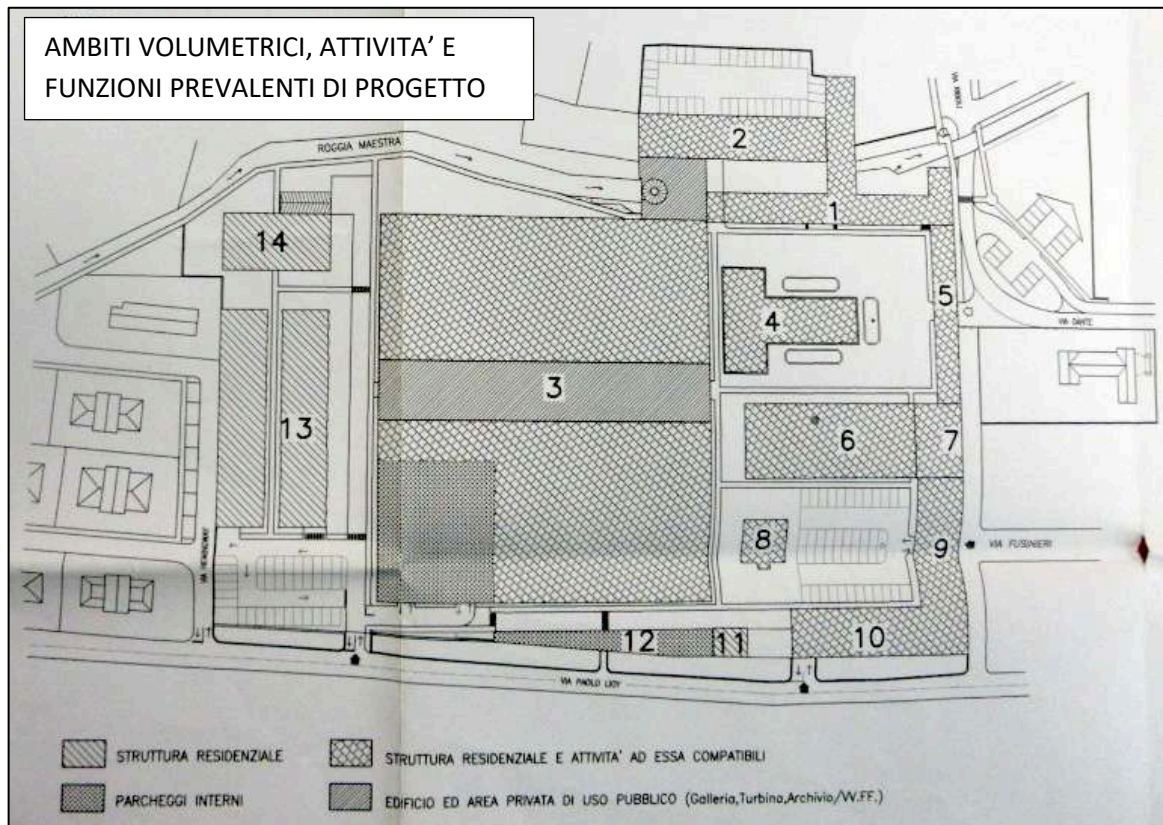 AMBITI VOLUMETRICI, ATTIVITA’ E
FUNZIONI PREVALENTI DI PROGETTO
ROGGIA MAESTRA
2
1
14
5
4
VIA DANTE
3
13
6
7
8
9
VIA FUSINIERI
10
12
11
VIA PAOLO LIOY
STRUTTURA RESIDENZIALE
STRUTTURA RESIDENZIALE E ATTIVITA' AD ESSA COMPATIBILI
PARCHEGGI INTERNI
EDIFICIO ED AREA PRIVATA DI USO PUBBLICO (Galleria,Turbina,Archivio/VV.FF.)